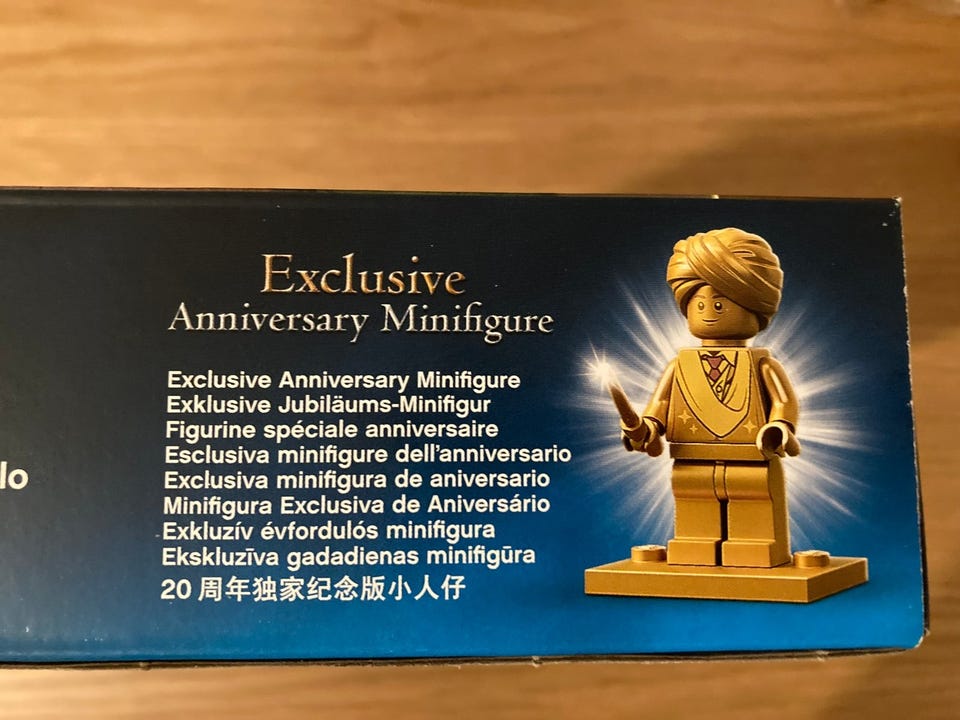 Exclusive
Anniversary Minifigure
Exclusive Anniversary Minifigure
Exklusive Jubiläums-Minifigur
Figurine spéciale anniversaire
Esclusiva minifigure dell'anniversario
Exclusiva minifigura de aniversario
Minifigura Exclusiva de Aniversário
Exkluzív évfordulós minifigura
Ekskluzīva gadadienas minifigūra
20 周年独家纪念版小人仔
lo